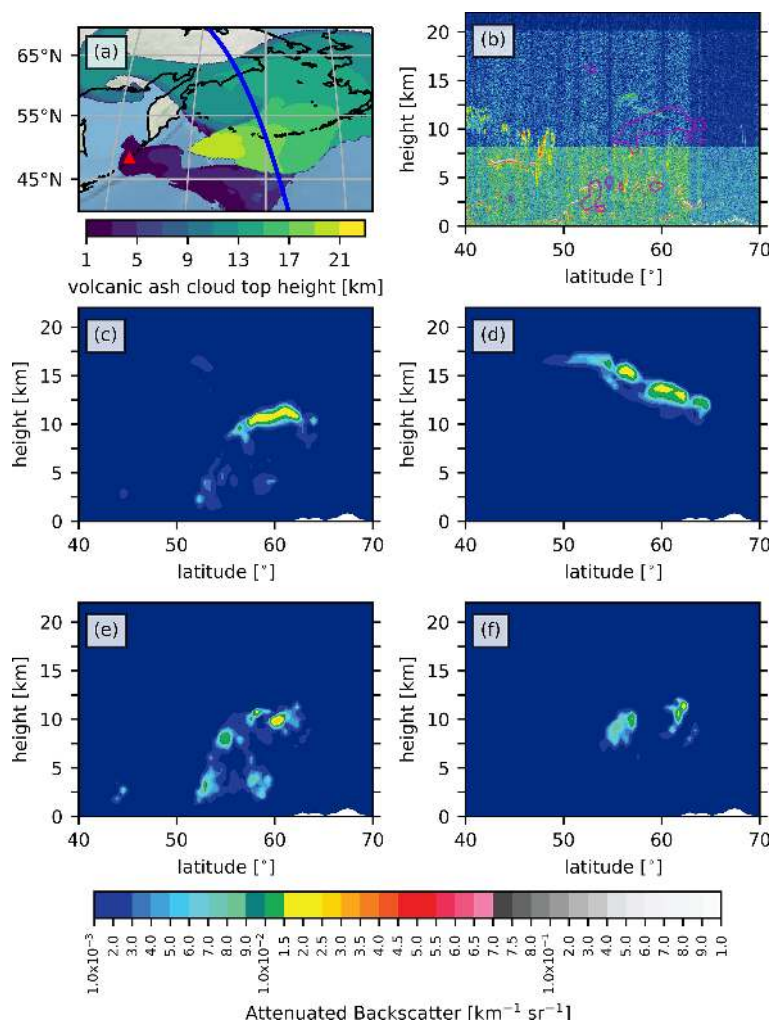 (a)
65°N
55°N
45°N
1 5 9 13 17 21
volcanic ash cloud top height [km]
(b)
height [km]
20
15
10
5
0
40 50 60 70
latitude [°]
(c)
height [km]
20
15
10
5
0
40 50 60 70
latitude [°]
(d)
height [km]
20
15
10
5
0
40 50 60 70
latitude [°]
(e)
height [km]
20
15
10
5
0
40 50 60 70
latitude [°]
(f)
height [km]
20
15
10
5
0
40 50 60 70
latitude [°]
1.0x10⁻³ 2.0 3.0 4.0 5.0 6.0 7.0 8.0 9.0 1.0x10⁻² 1.5 2.0 2.5 3.0 3.5 4.0 4.5 5.0 5.5 6.0 6.5 7.0 7.5 8.0 1.0x10⁻¹ 2.0 3.0 4.0 5.0 6.0 7.0 8.0 9.0 1.0
Attenuated Backscatter [km⁻¹ sr⁻¹]